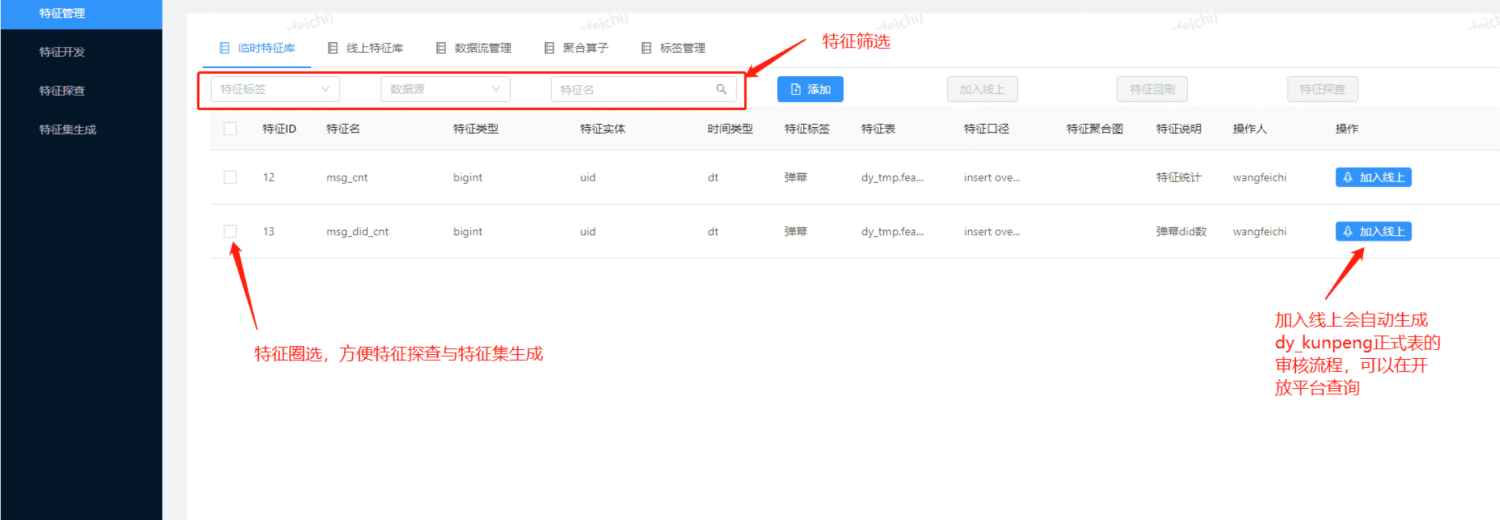 特征管理
特征开发
特征探查
特征集生成
临时特征库 线上特征库 数据流管理 聚合算子 标签管理
特征筛选
特征标签 数据源 特征名 添加 加入线上 特征回刷 特征探查
特征ID 特征名 特征类型 特征实体 时间类型 特征标签 特征表 特征口径 特征聚合图 特征说明 操作人 操作
12 msg_cnt bigint uid dt 弹幕 dy_tmp.fea... insert ove... 特征统计 wangfeichi 加入线上
13 msg_did_cnt bigint uid dt 弹幕 dy_tmp.fea... insert ove... 弹幕did数 wangfeichi 加入线上
特征圈选，方便特征探查与特征集生成
加入线上会自动生成
dy_kunpeng正式表的
审核流程，可以在开
放平台查询